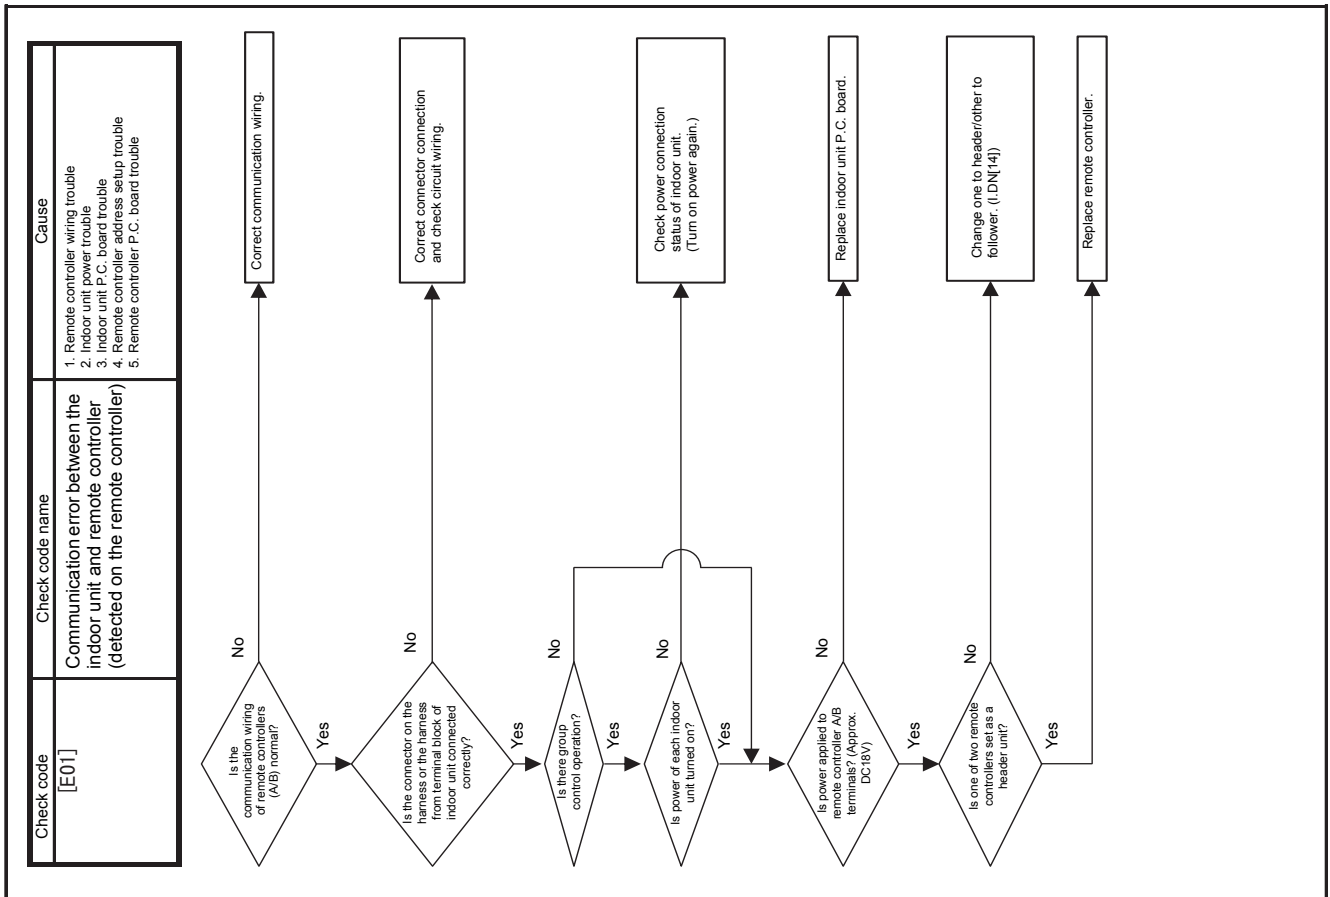 Check code
Check code name
Cause
[E01]
Communication error between the
indoor unit and remote controller
(detected on the remote controller)
1. Remote controller wiring trouble
2. Indoor unit power trouble
3. Indoor unit P.C. board trouble
4. Remote controller address setup trouble
5. Remote controller P.C. board trouble
Is the
communication wiring
of remote controllers
(A/B) normal?
No
Correct communication wiring.
Yes
Is the connector on the
harness or the harness
from terminal block of
indoor unit connected
correctly?
No
Correct connector connection
and check circuit wiring.
Yes
Is there group
control operation?
No
Yes
Is power of each indoor
unit turned on?
No
Check power connection
status of indoor unit.
(Turn on power again.)
Yes
Is power applied to
remote controller A/B
terminals? (Approx.
DC18V)
No
Replace indoor unit P.C. board.
Yes
Is one of two remote
controllers set as a
header unit?
No
Change one to header/other to
follower. (I.DN[14])
Yes
Replace remote controller.